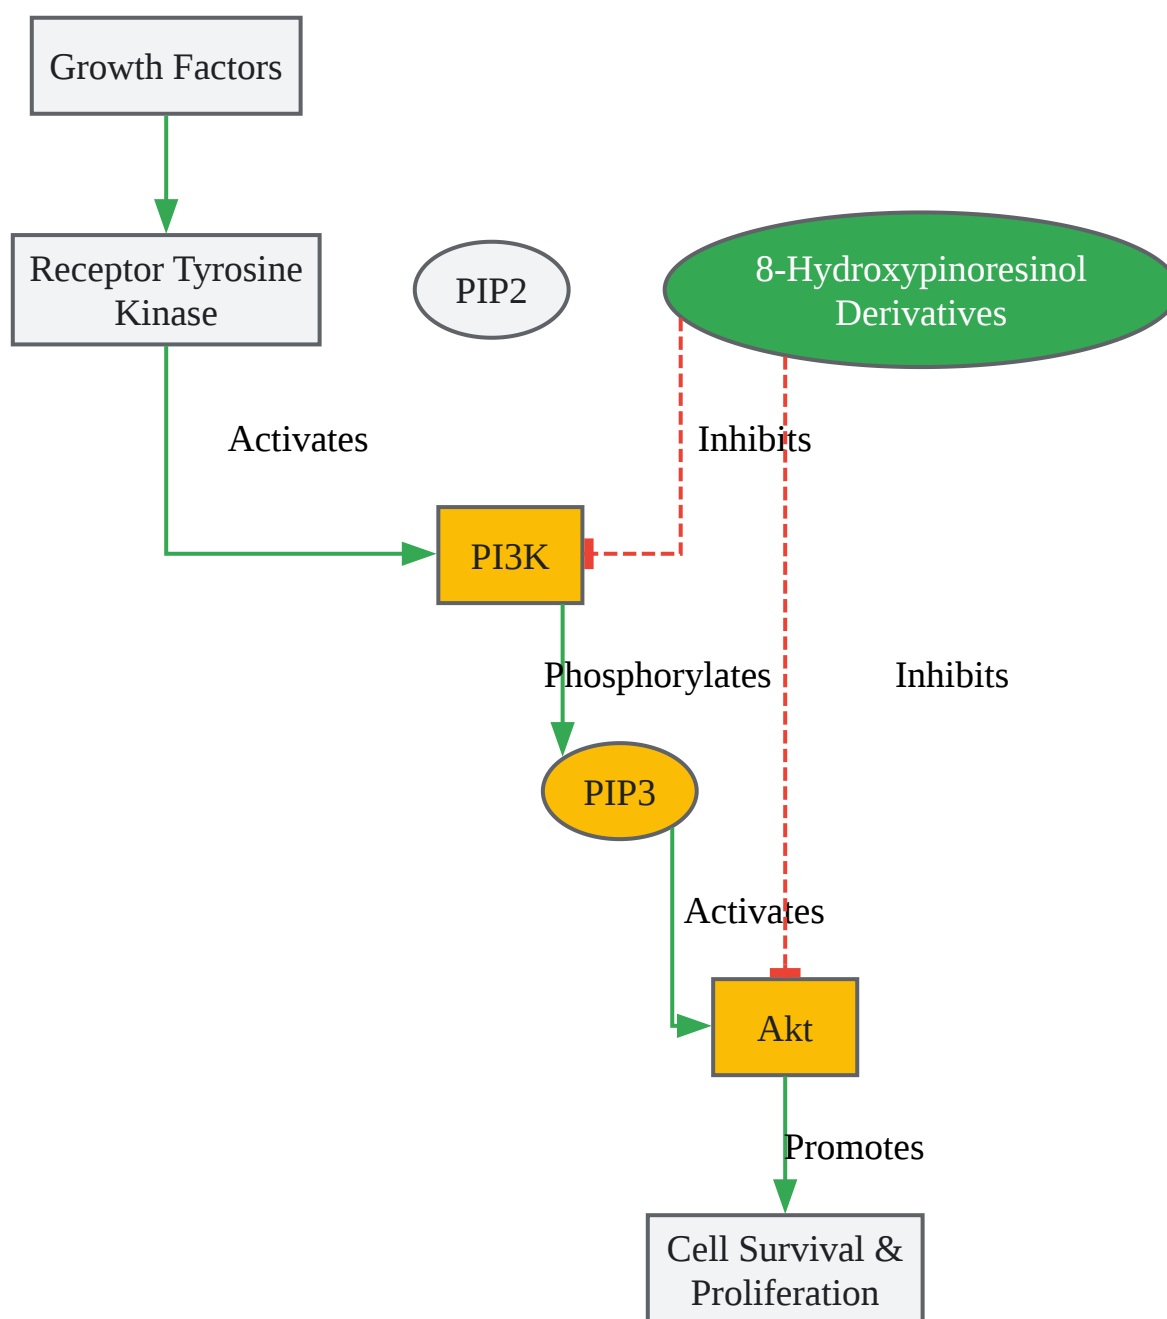 Growth Factors
Receptor Tyrosine
Kinase
PIP2
8-Hydroxypinoresinol
Derivatives
Activates
Inhibits
PI3K
Phosphorylates
Inhibits
PIP3
Activates
Akt
Promotes
Cell Survival &
Proliferation